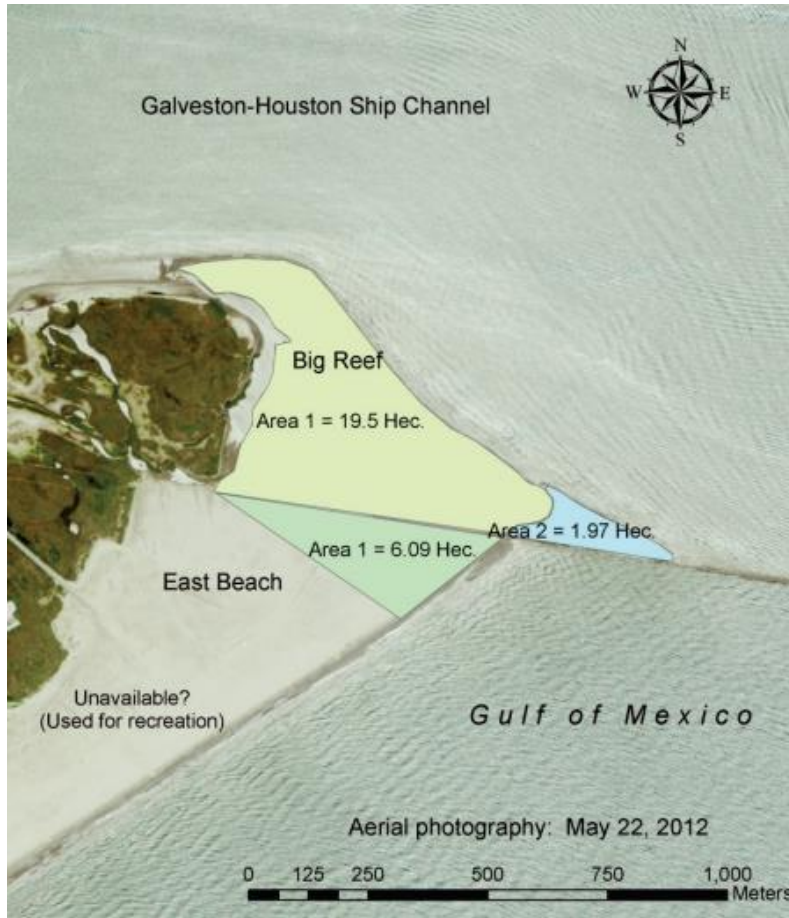 N
W E
S
Galveston-Houston Ship Channel
Big Reef
Area 1 = 19.5 Hec.
Area 2 = 1.97 Hec.
Area 1 = 6.09 Hec.
East Beach
Unavailable?
(Used for recreation)
Gulf of Mexico
Aerial photography: May 22, 2012
0 125 250 500 750 1,000
Meters